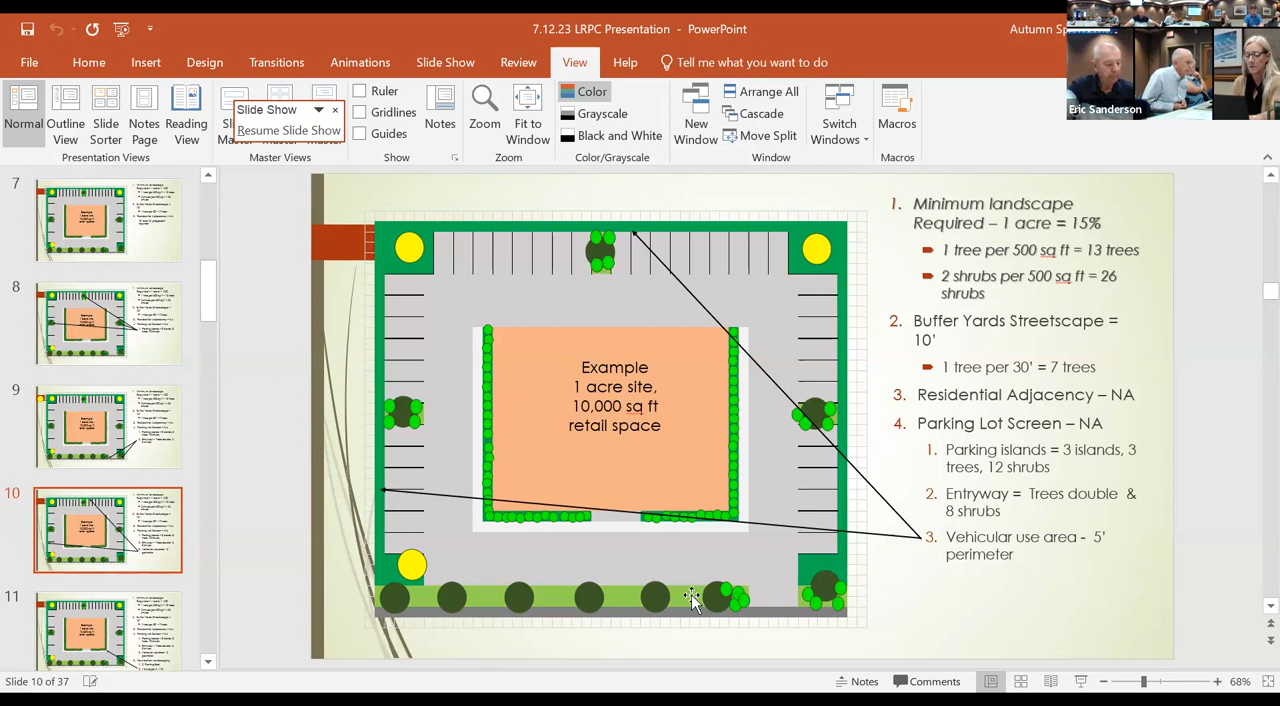 7.12.23 LRPC Presentation - PowerPoint
File Home Insert Design Transitions Animations Slide Show Review View Help Tell me what you want to do
Eric Sanderson
Normal
Outline View
Slide Sorter
Notes Page
Reading View
Presentation Views
Slide Show
Resume Slide Show
Master Views
Ruler
Gridlines
Guides
Show
Notes
Zoom
Fit to Window
Zoom
Color
Grayscale
Black and White
Color/Grayscale
New Window
Arrange All
Cascade
Move Split
Window
Switch Windows
Macros
Macros
7
8
9
10
11
Example
1 acre site,
10,000 sq ft
retail space
1. Minimum landscape
Required – 1 acre = 15%
1 tree per 500 sq ft = 13 trees
2 shrubs per 500 sq ft = 26
shrubs
2. Buffer Yards Streetscape =
10'
1 tree per 30' = 7 trees
3. Residential Adjacency – NA
4. Parking Lot Screen – NA
1. Parking islands = 3 islands, 3
trees, 12 shrubs
2. Entryway = Trees double &
8 shrubs
3. Vehicular use area - 5'
perimeter
Slide 10 of 37
Notes
Comments
68%